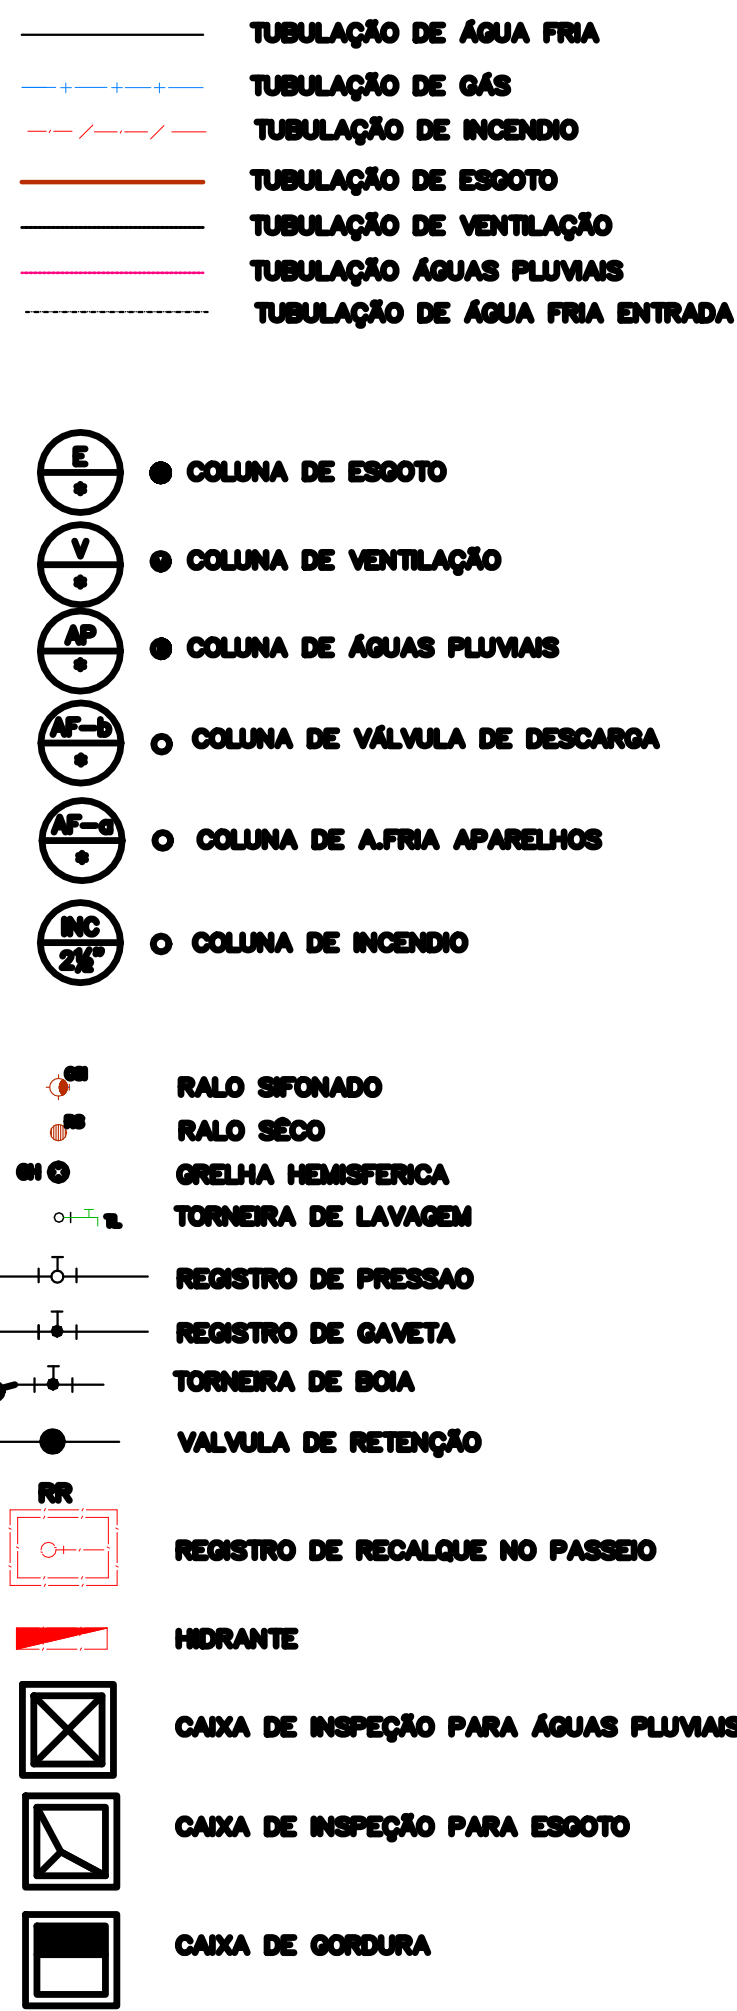 TUBULAÇÃO DE ÁGUA FRIA
TUBULAÇÃO DE GÁS
TUBULAÇÃO DE INCENDIO
TUBULAÇÃO DE ESGOTO
TUBULAÇÃO DE VENTILAÇÃO
TUBULAÇÃO ÁGUAS PLUVIAIS
TUBULAÇÃO DE ÁGUA FRIA ENTRADA
E
* COLUNA DE ESGOTO
V
* COLUNA DE VENTILAÇÃO
AP
* COLUNA DE ÁGUAS PLUVIAIS
AF-b
* COLUNA DE VÁLVULA DE DESCARGA
AF-a
* COLUNA DE A.FRIA APARELHOS
INC
2½" COLUNA DE INCENDIO
RALO SIFONADO
RS RALO SÊCO
GH GRELHA HEMISFERICA
TL TORNEIRA DE LAVAGEM
REGISTRO DE PRESSAO
REGISTRO DE GAVETA
TORNEIRA DE BOIA
VALVULA DE RETENÇÃO
RR
REGISTRO DE RECALQUE NO PASSEIO
HIDRANTE
CAIXA DE INSPEÇÃO PARA ÁGUAS PLUVIAIS
CAIXA DE INSPEÇÃO PARA ESGOTO
CAIXA DE GORDURA